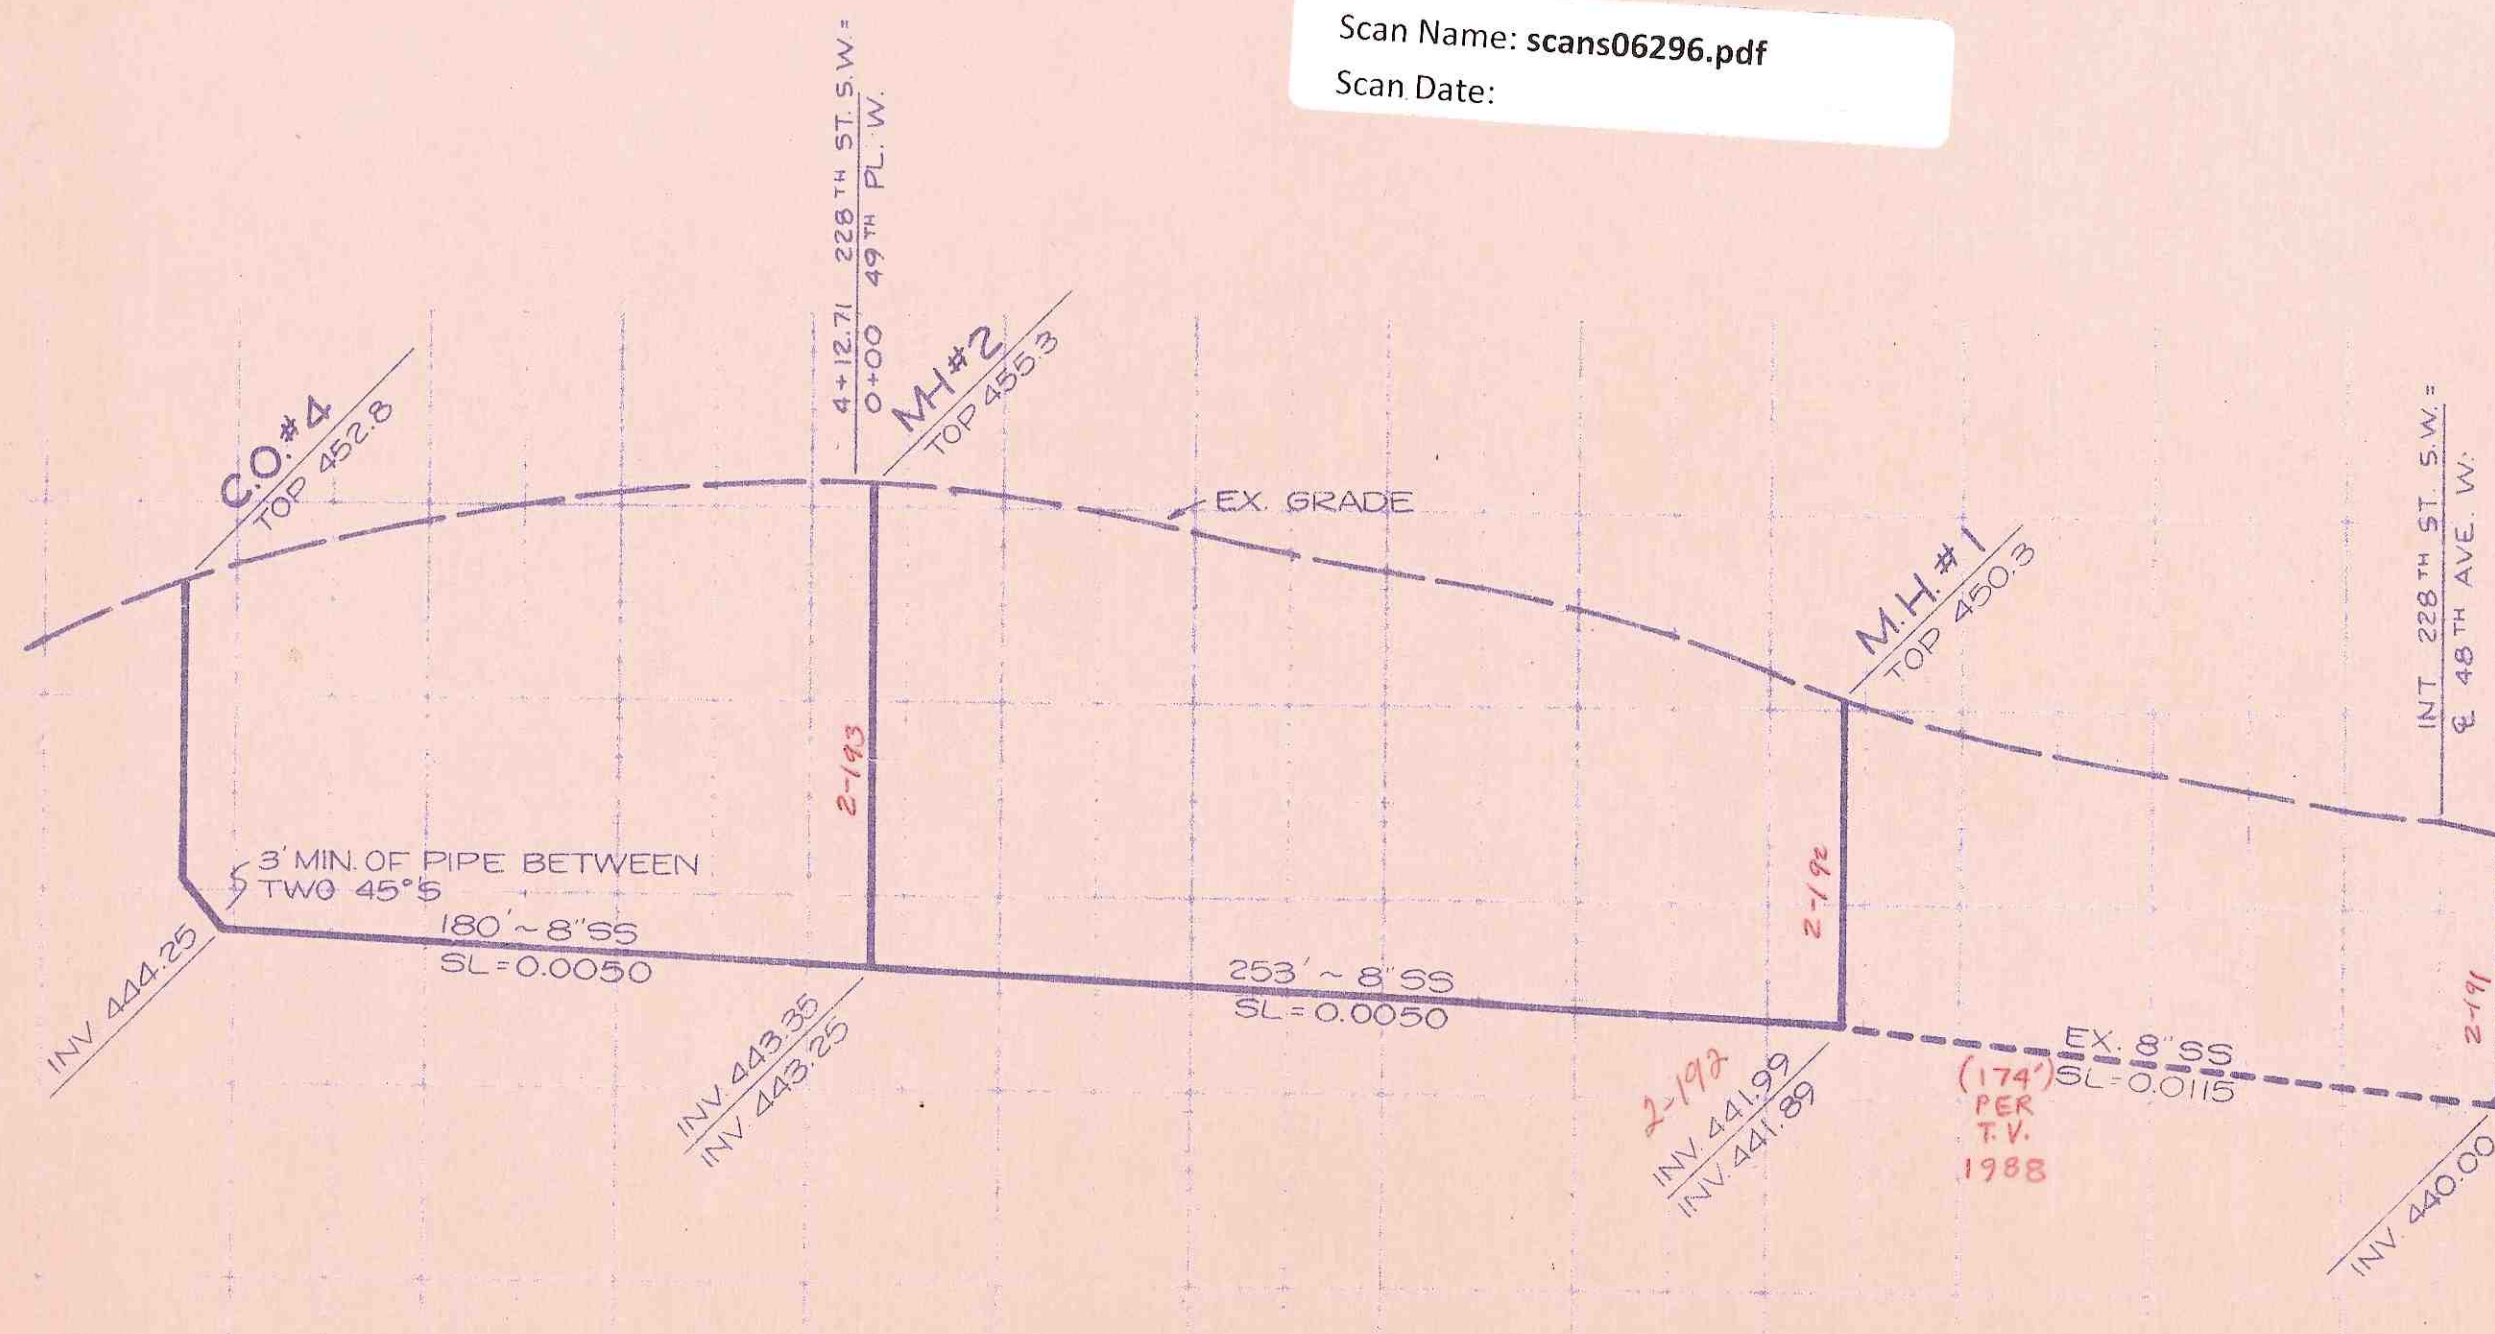 Scan Name: scans06296.pdf
Scan Date:
4+12.71 228TH ST. S.W. =
0+00 49TH PL. W.
C.O. #4
TOP 452.8
MH #2
TOP 455.3
EX. GRADE
M.H. #1
TOP 450.3
INT 228TH ST. S.W. =
℄ 48TH AVE. W.
2-193
2-192
2-191
3' MIN. OF PIPE BETWEEN
TWO 45°'S
180' ~ 8"SS
SL=0.0050
253' ~ 8"SS
SL=0.0050
EX. 8"SS
SL=0.0115
(174')
PER
T.V.
1988
INV 444.25
INV. 443.35
INV 443.25
2-192
INV. 441.99
INV. 441.89
INV. 440.00